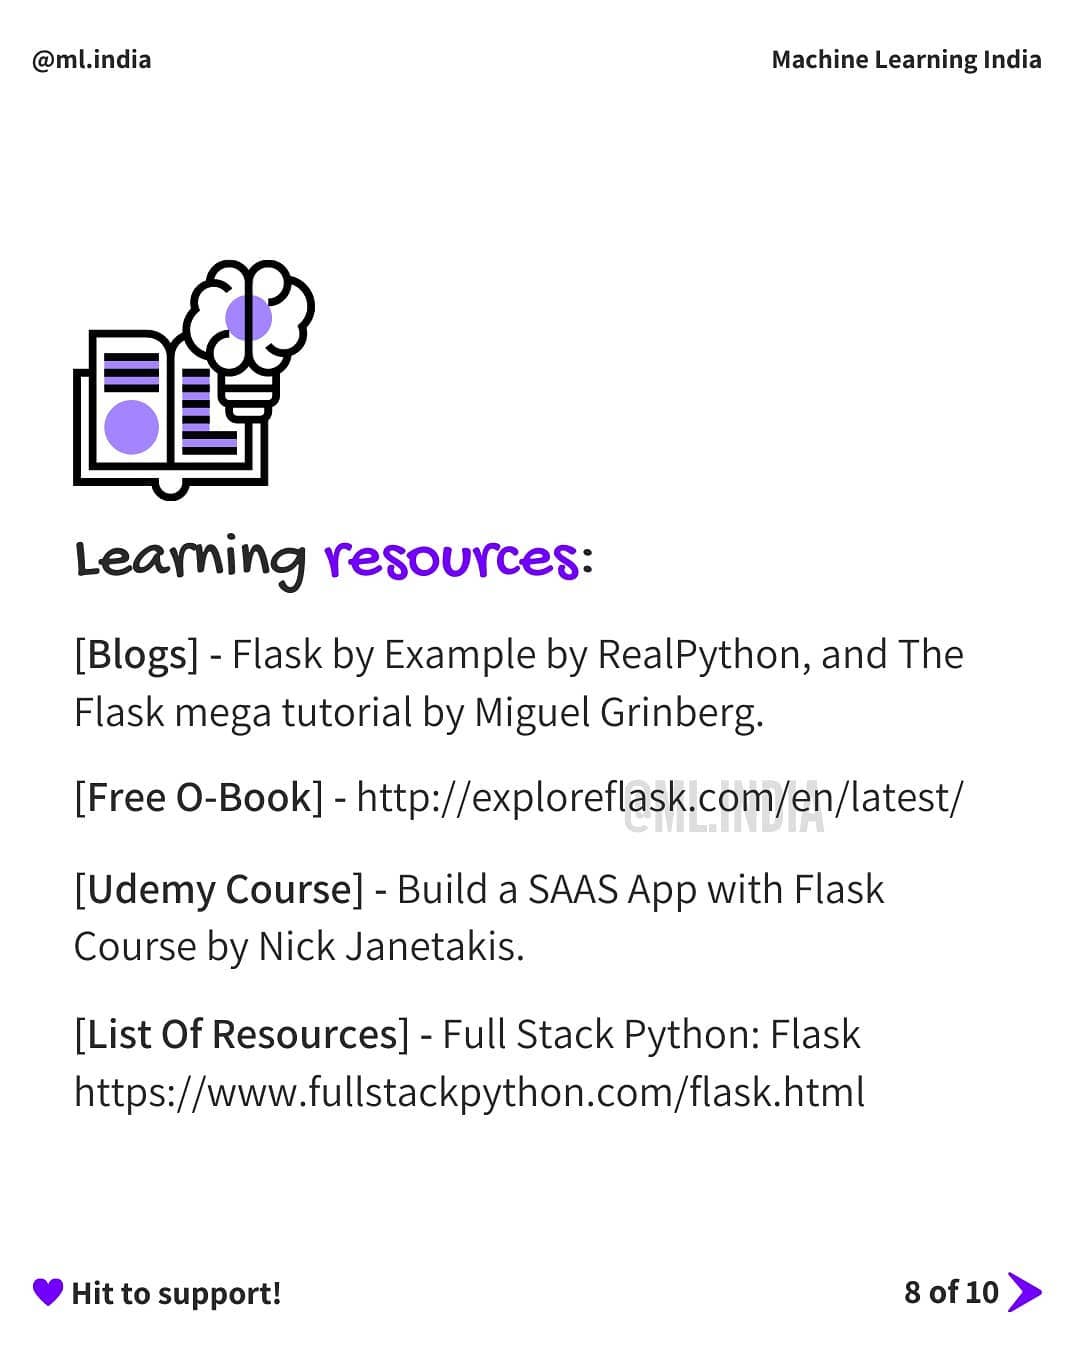 @ml.india
Machine Learning India
Learning resources:
[Blogs] - Flask by Example by RealPython, and The
Flask mega tutorial by Miguel Grinberg.
[Free O-Book] - http://exploreflask.com/en/latest/
@ML.INDIA
[Udemy Course] - Build a SAAS App with Flask
Course by Nick Janetakis.
[List Of Resources] - Full Stack Python: Flask
https://www.fullstackpython.com/flask.html
Hit to support!
8 of 10